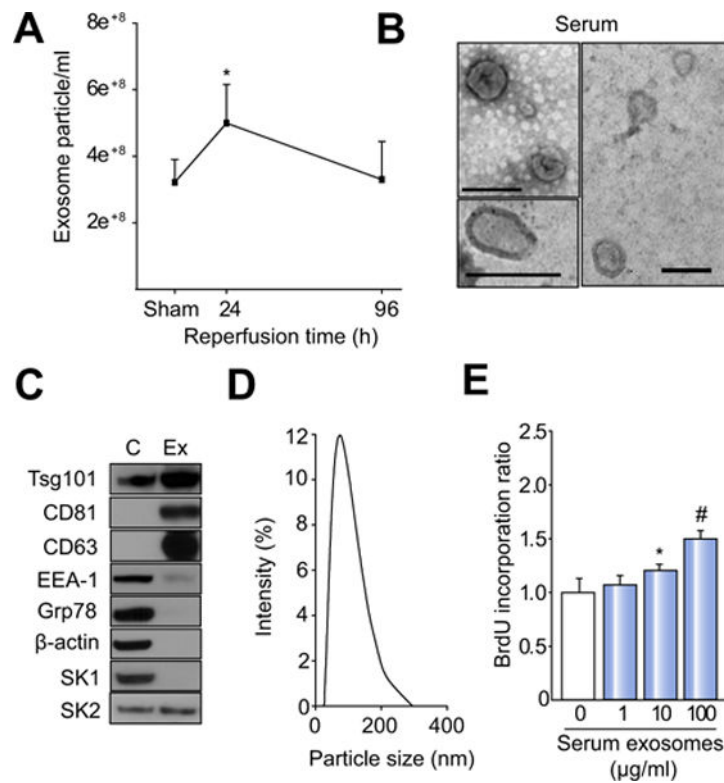 A
Exosome particle/ml
8e+8
6e+8
4e+8
2e+8
*
Sham 24 96
Reperfusion time (h)
B
Serum
C
C Ex
Tsg101
CD81
CD63
EEA-1
Grp78
β-actin
SK1
SK2
D
Intensity (%)
12
10
8
6
4
2
0
0 200 400
Particle size (nm)
E
BrdU incorporation ratio
2.5
2.0
1.5
1.0
0.5
0
* #
0 1 10 100
Serum exosomes
(µg/ml)